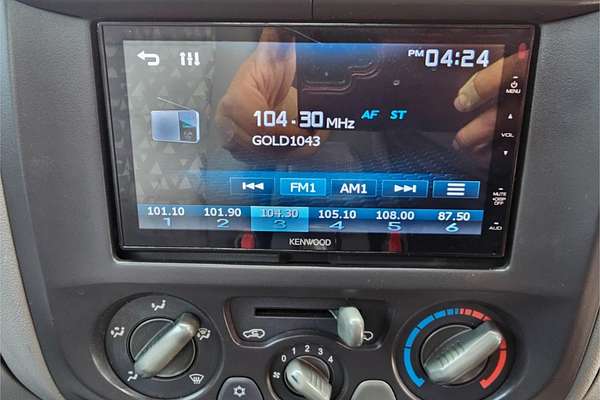 PM 04:24
104.30 MHz AF ST
GOLD1043
MENU
VOL
FM1 AM1
MUTE
•DISP
OFF
101.10 101.90 104.30 105.10 108.00 87.50
1 2 3 4 5 6
AUD
KENWOOD
0 1 2 3 4